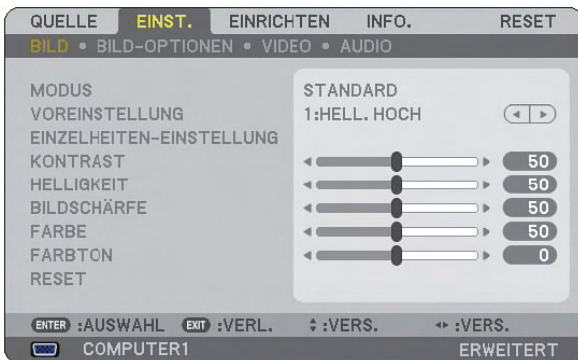 QUELLE EINST. EINRICHTEN INFO. RESET
BILD • BILD-OPTIONEN • VIDEO • AUDIO
MODUS STANDARD
VOREINSTELLUNG 1:HELL. HOCH
EINZELHEITEN-EINSTELLUNG
KONTRAST 50
HELLIGKEIT 50
BILDSCHÄRFE 50
FARBE 50
FARBTON 0
RESET
ENTER :AUSWAHL EXIT :VERL. :VERS. :VERS.
COMPUTER1 ERWEITERT